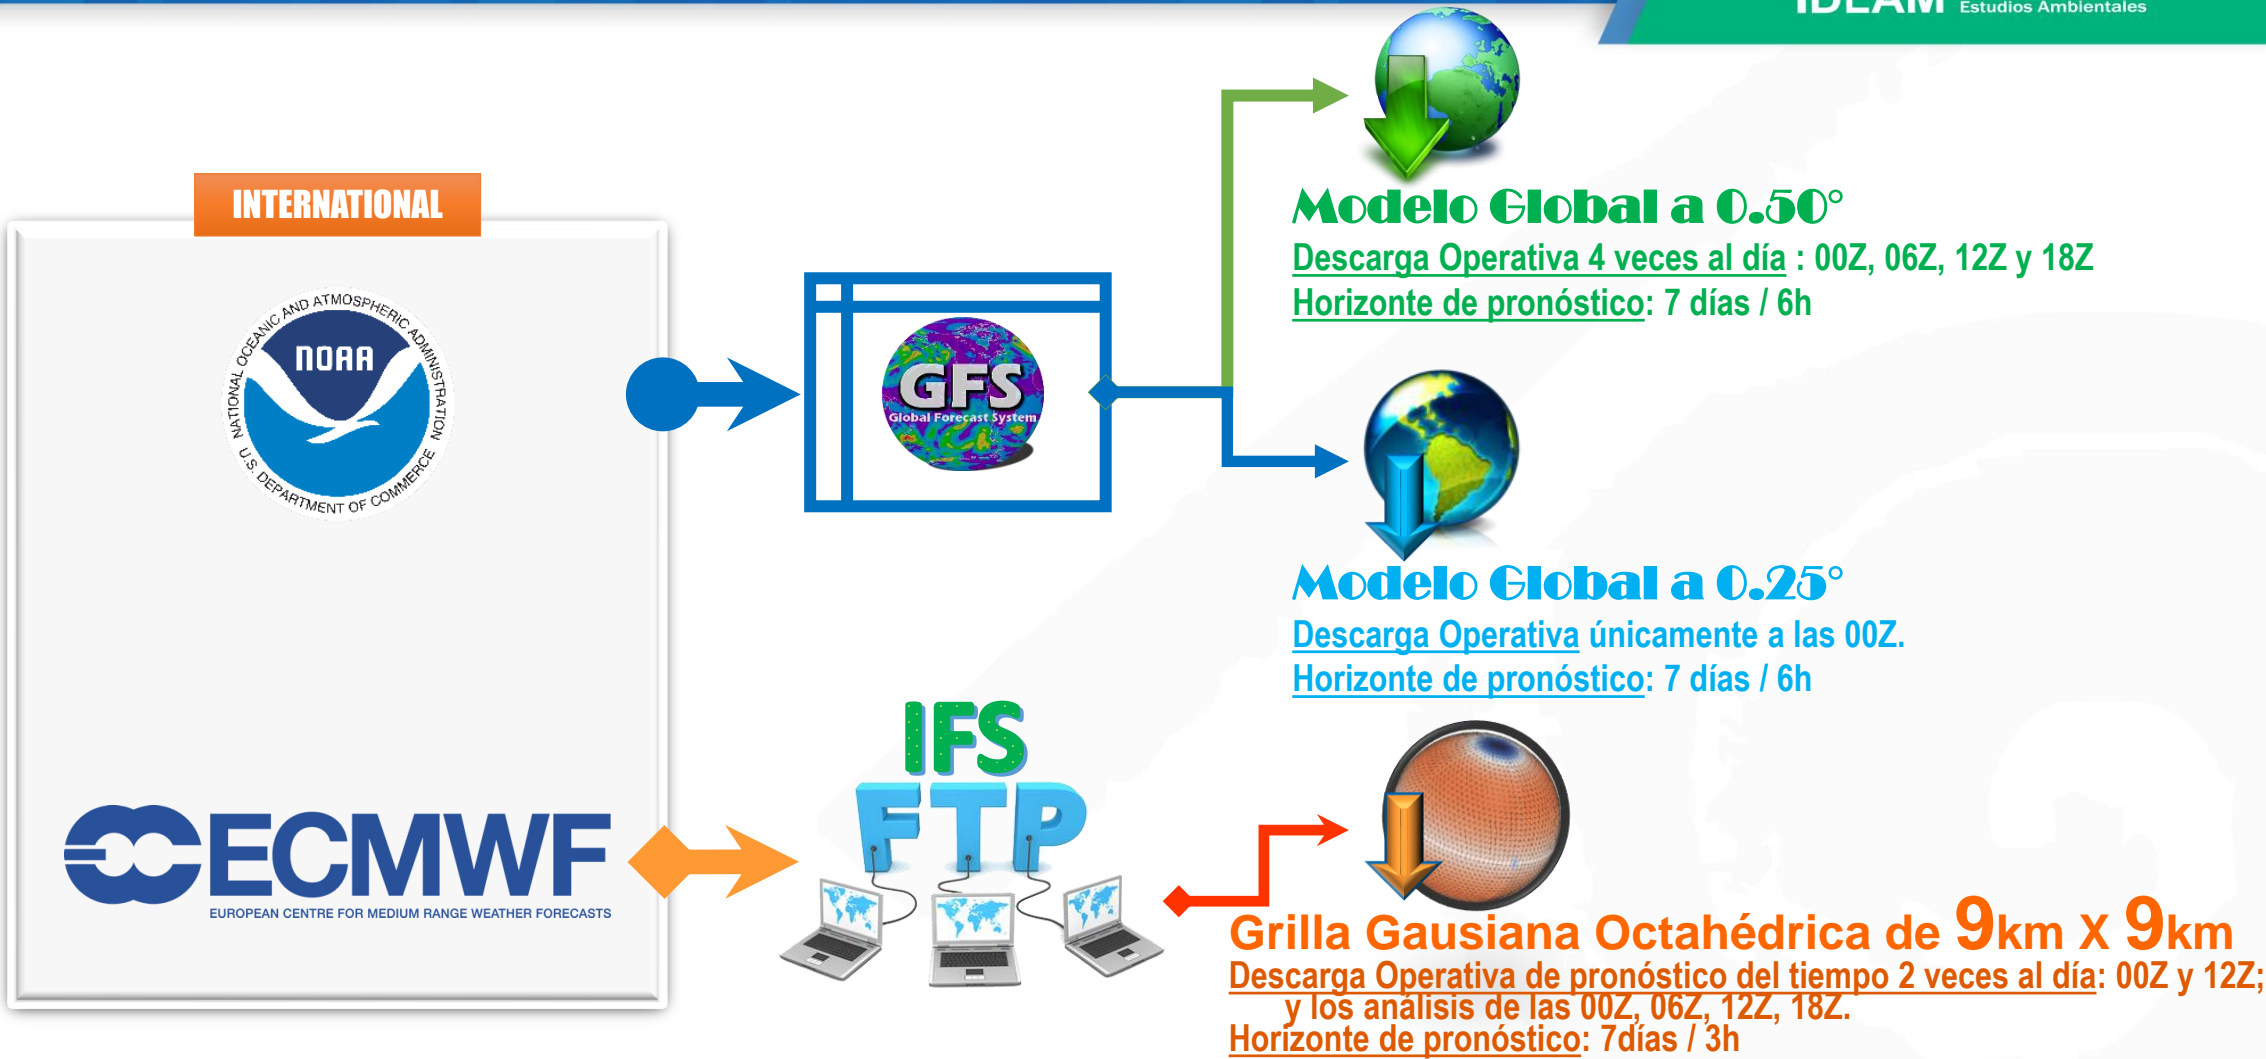 IDEAM Estudios Ambientales
INTERNATIONAL
NATIONAL OCEANIC AND ATMOSPHERIC ADMINISTRATION
NOAA
U.S. DEPARTMENT OF COMMERCE
GFS
Global Forecast System
Modelo Global a 0.50°
Descarga Operativa 4 veces al día : 00Z, 06Z, 12Z y 18Z
Horizonte de pronóstico: 7 días / 6h
Modelo Global a 0.25°
Descarga Operativa únicamente a las 00Z.
Horizonte de pronóstico: 7 días / 6h
ECMWF
EUROPEAN CENTRE FOR MEDIUM RANGE WEATHER FORECASTS
IFS
FTP
Grilla Gausiana Octahédrica de 9km X 9km
Descarga Operativa de pronóstico del tiempo 2 veces al día: 00Z y 12Z;
y los análisis de las 00Z, 06Z, 12Z, 18Z.
Horizonte de pronóstico: 7días / 3h